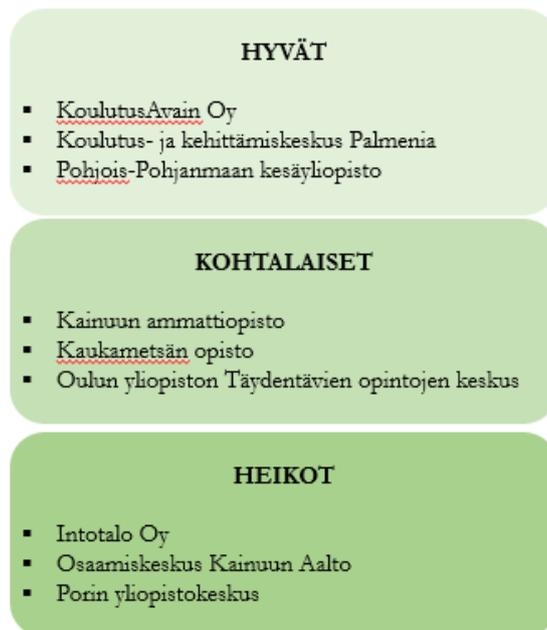 HYVÄT
▪ KoulutusAvain Oy
▪ Koulutus- ja kehittämiskeskus Palmenia
▪ Pohjois-Pohjanmaan kesäyliopisto
KOHTALAISET
▪ Kainuun ammattiopisto
▪ Kaukametsän opisto
▪ Oulun yliopiston Täydentävien opintojen keskus
HEIKOT
▪ Intotalo Oy
▪ Osaamiskeskus Kainuun Aalto
▪ Porin yliopistokeskus